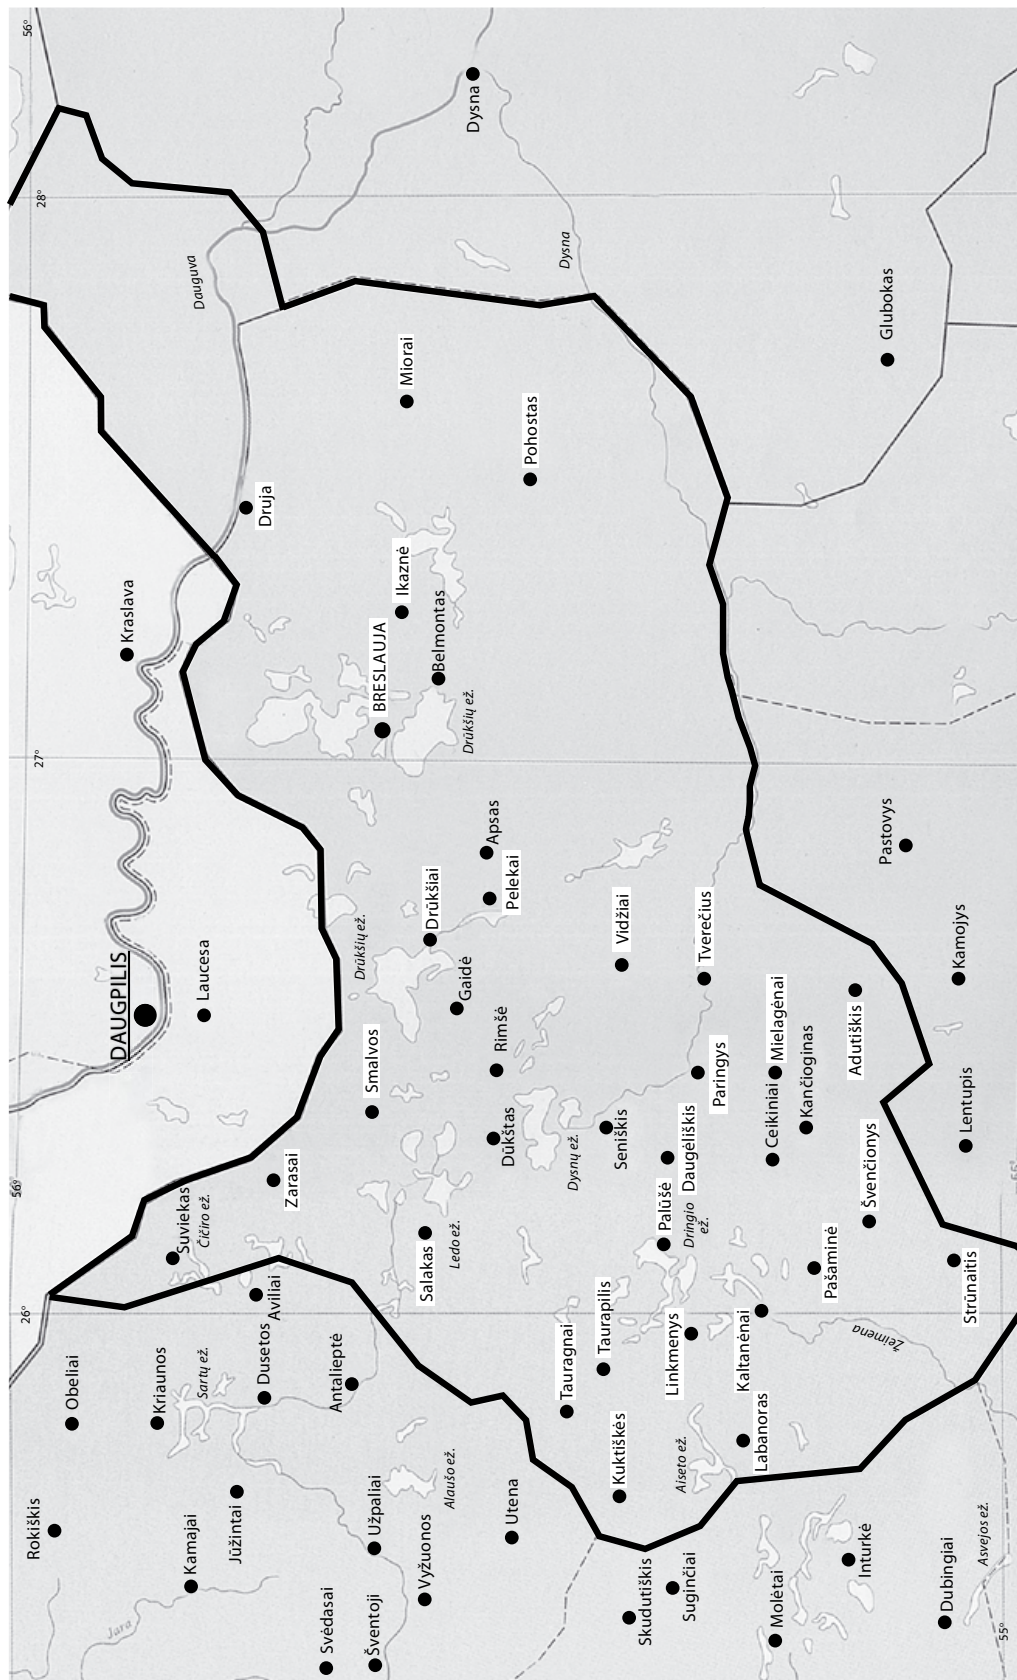 56°
28°
27°
56°
26°
55°
55°
Rokiškis
Obeliai
Kriaunos
Sartų ež.
Dusetos
Antalieptė
Kamajai
Jūžintai
Užpaliai
Alaušo ež.
Vyžuonos
Utena
Jara
Svėdasai
Šventoji
Skudutiškis
Suginčiai
Molėtai
Inturkė
Dubingiai
Asvejos ež.
Suviekas
Čičiro ež.
Aviliai
Zarasai
Salakas
Ledo ež.
Smalvos
DAUGPILIS
Laucesa
Kraslava
Drūkšių ež.
Drūkšiai
Gaidė
Rimšė
Dūkštas
Dysnų ež.
Apsas
Pelekai
BRESLAUJA
Ikaznė
Belmontas
Drūkšių ež.
Druja
Dauguva
Miorai
Pohostas
Dysna
Dysna
Glubokas
Vidžiai
Tverečius
Seniškis
Daugėliškis
Paringys
Palūšė
Dringio
ež.
Mielagėnai
Ceikiniai
Kančioginas
Adutiškis
Švenčionys
Pašaminė
Strūnaitis
Tauragnai
Taurapilis
Linkmenys
Kaltanėnai
Žeimena
Kuktiškės
Aiseto ež.
Labanoras
Pastovys
Kamojys
Lentupis